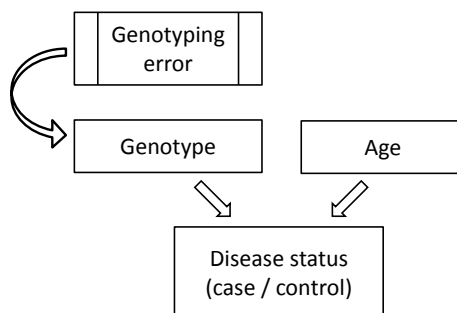 Genotyping
error
Genotype
Age
Disease status
(case / control)